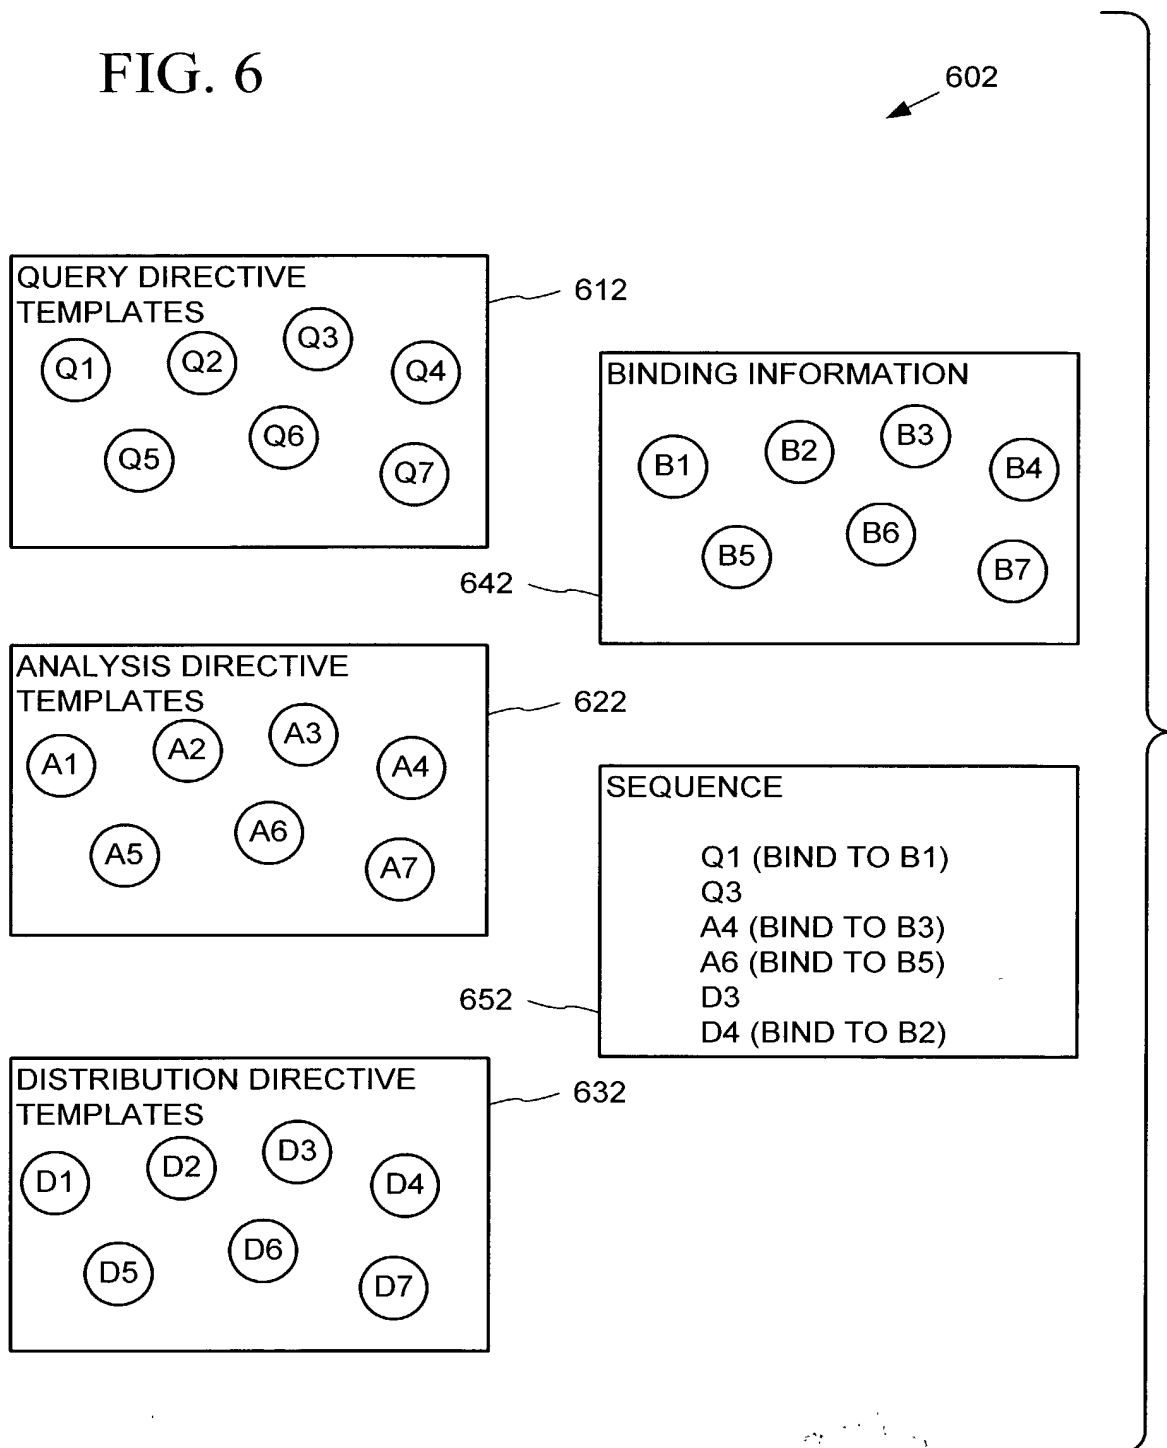 FIG. 6
602
QUERY DIRECTIVE
TEMPLATES
Q1
Q2
Q3
Q4
Q5
Q6
Q7
612
BINDING INFORMATION
B1
B2
B3
B4
B5
B6
B7
642
ANALYSIS DIRECTIVE
TEMPLATES
A1
A2
A3
A4
A5
A6
A7
622
SEQUENCE
Q1 (BIND TO B1)
Q3
A4 (BIND TO B3)
A6 (BIND TO B5)
D3
D4 (BIND TO B2)
652
DISTRIBUTION DIRECTIVE
TEMPLATES
D1
D2
D3
D4
D5
D6
D7
632